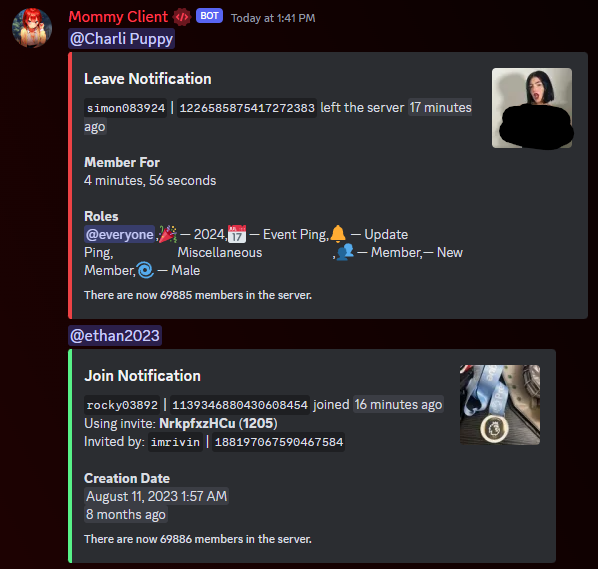 Mommy Client BOT Today at 1:41 PM
@Charli Puppy
Leave Notification
simon083924 | 1226585875417272383 left the server 17 minutes
ago
Member For
4 minutes, 56 seconds
Roles
@everyone,🎉 — 2024,📅 — Event Ping,🔔 — Update
Ping, Miscellaneous ,👥 — Member,— New
Member,🌀 — Male
There are now 69885 members in the server.
@ethan2023
Join Notification
rocky03892 | 1139346880430608454 joined 16 minutes ago
Using invite: NrkpfxzHCu (1205)
Invited by: imrivin | 188197067590467584
Creation Date
August 11, 2023 1:57 AM
8 months ago
There are now 69886 members in the server.